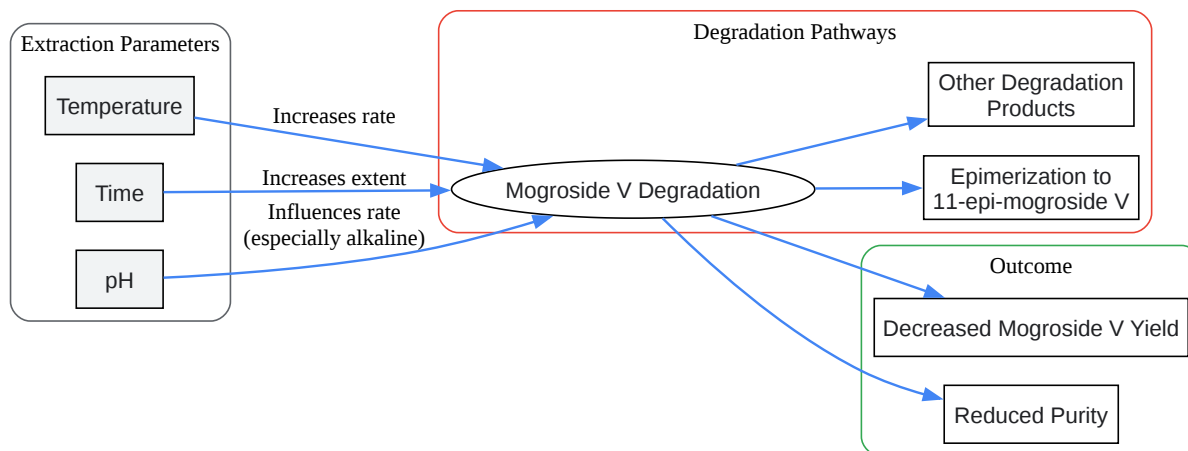 Extraction Parameters
Temperature
Time
pH
Increases rate
Increases extent
Influences rate
(especially alkaline)
Degradation Pathways
Mogroside V Degradation
Other Degradation
Products
Epimerization to
11-epi-mogroside V
Outcome
Decreased Mogroside V Yield
Reduced Purity